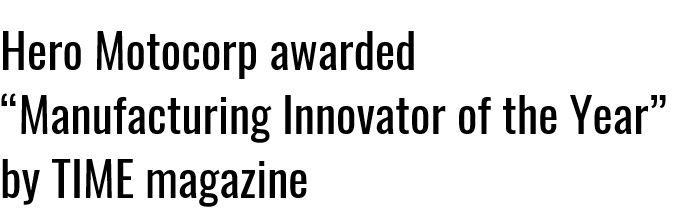 Hero Motocorp awarded
“Manufacturing Innovator of the Year”
by TIME magazine